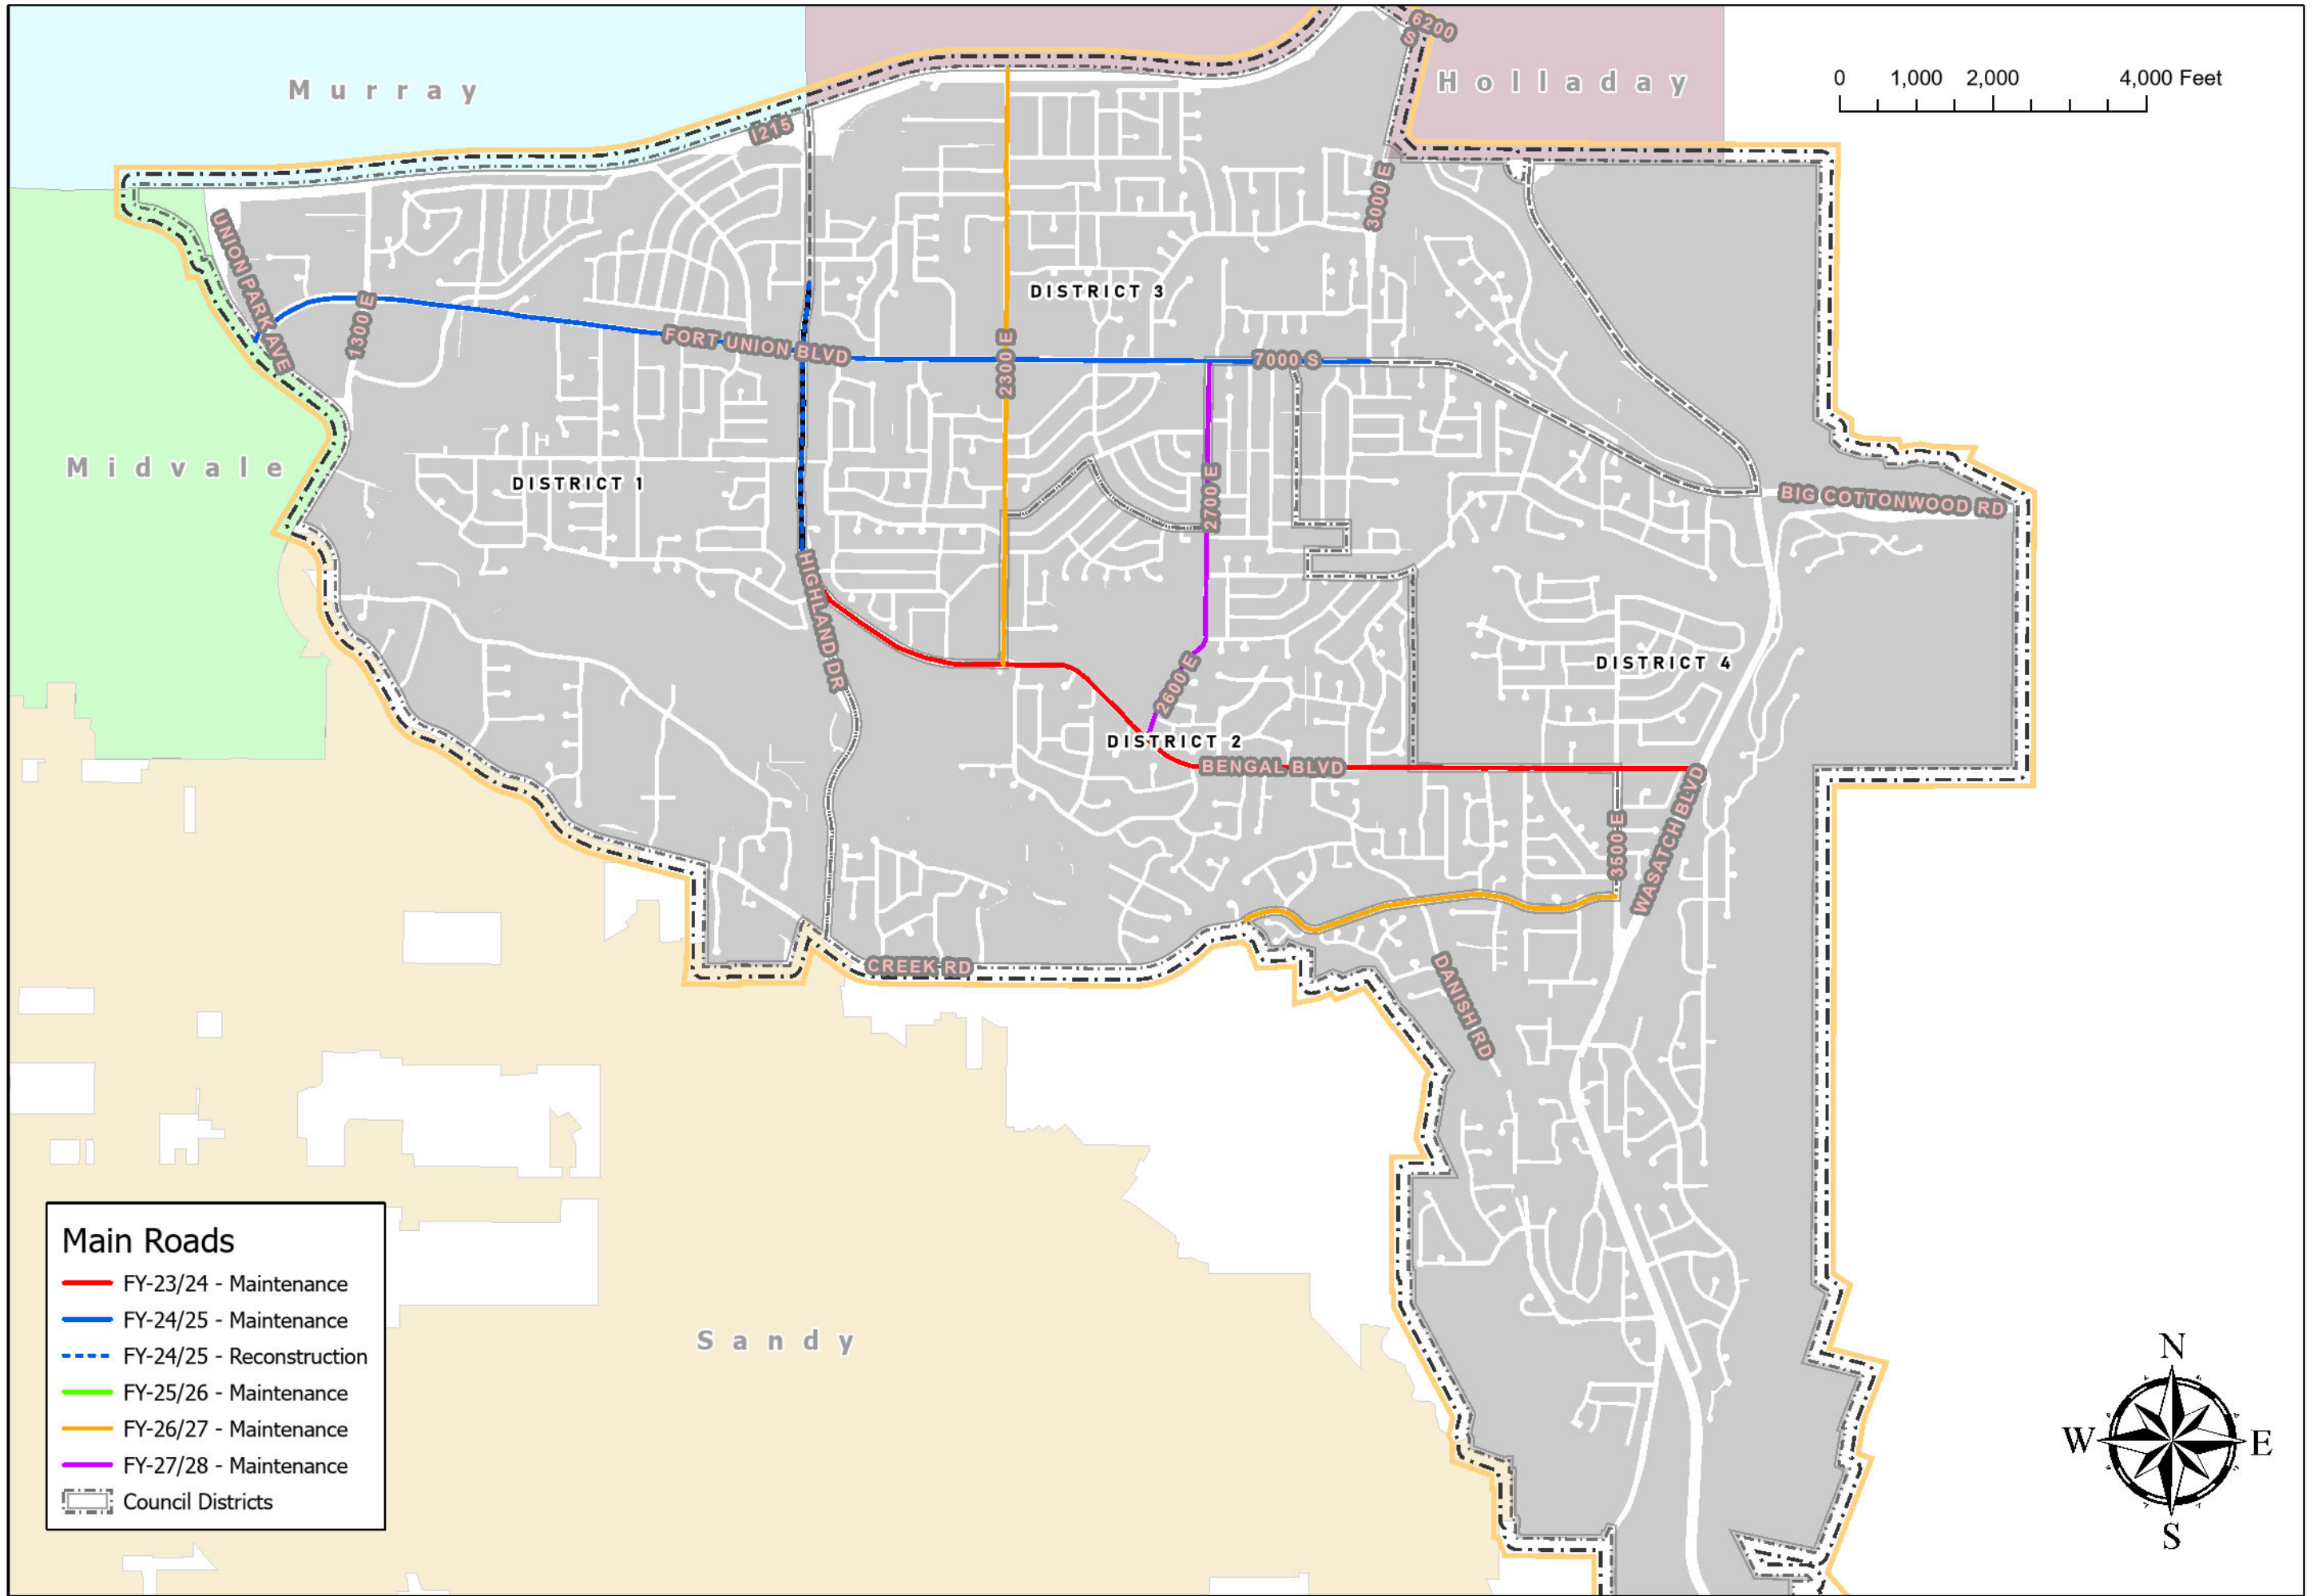 6200
S
Murray
Holladay
0 1,000 2,000 4,000 Feet
I215
3000 E
UNION PARK AVE
1300 E
DISTRICT 3
FORT UNION BLVD
2300 E
7000 S
Midvale
DISTRICT 1
2700 E
BIG COTTONWOOD RD
HIGHLAND DR
2600 E
DISTRICT 4
DISTRICT 2
BENGAL BLVD
3500 E
WASATCH BLVD
CREEK RD
DANISH RD
Sandy
Main Roads
FY-23/24 - Maintenance
FY-24/25 - Maintenance
FY-24/25 - Reconstruction
FY-25/26 - Maintenance
FY-26/27 - Maintenance
FY-27/28 - Maintenance
Council Districts
N
W E
S